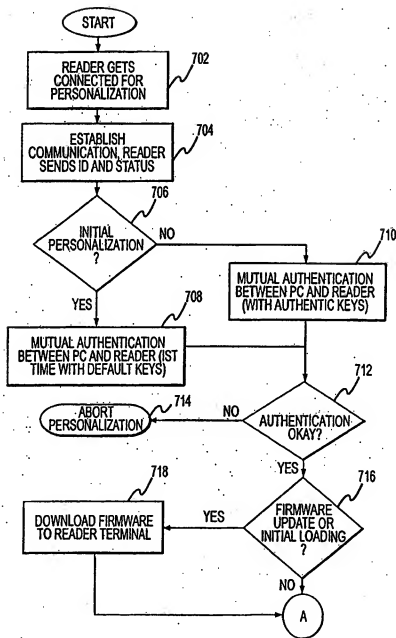 START
702
READER GETS
CONNECTED FOR
PERSONALIZATION
704
ESTABLISH
COMMUNICATION, READER
SENDS ID AND STATUS
706
INITIAL
PERSONALIZATION
?
NO
YES
710
MUTUAL AUTHENTICATION
BETWEEN PC AND READER
(WITH AUTHENTIC KEYS)
708
MUTUAL AUTHENTICATION
BETWEEN PC AND READER (IST
TIME WITH DEFAULT KEYS)
712
AUTHENTICATION
OKAY?
NO
714
ABORT
PERSONALIZATION
YES
716
FIRMWARE
UPDATE OR
INITIAL LOADING
?
YES
718
DOWNLOAD FIRMWARE
TO READER TERMINAL
NO
A